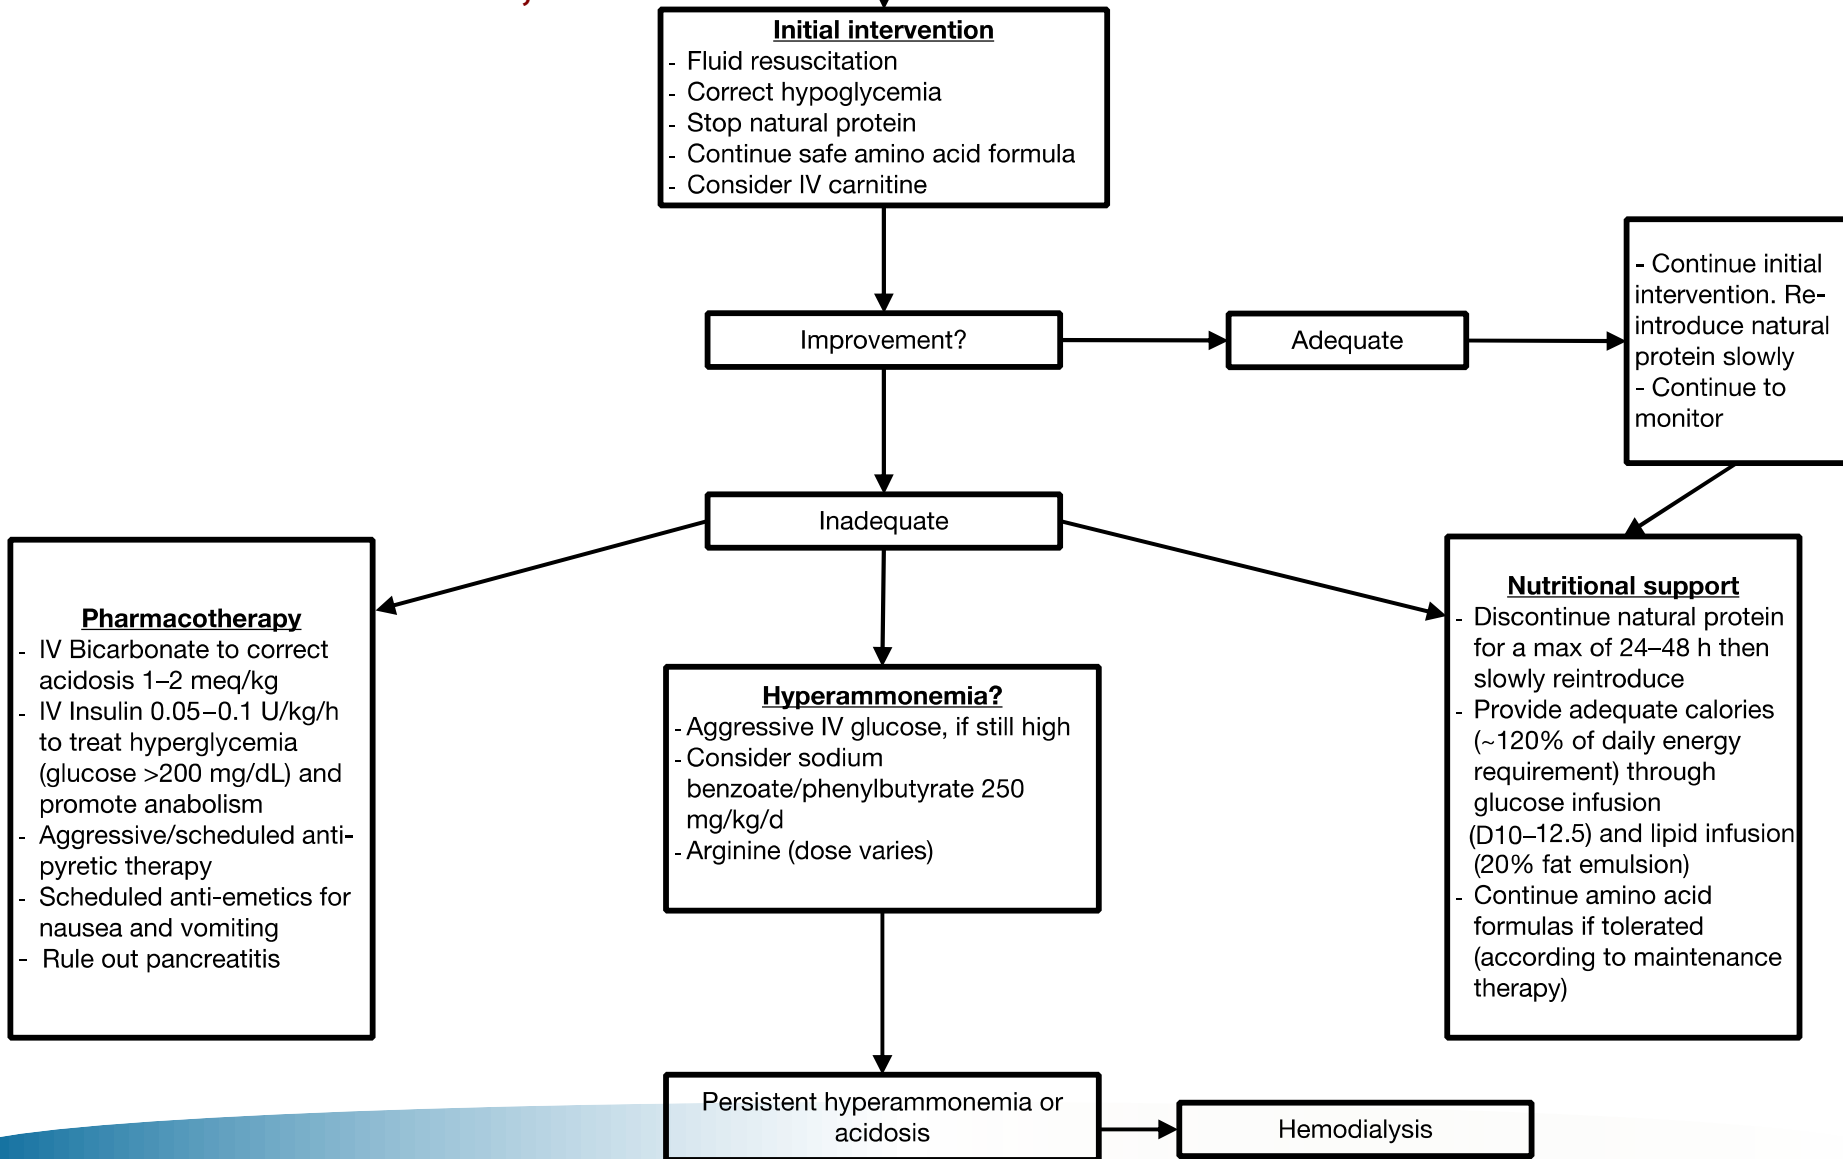 Initial intervention
- Fluid resuscitation
- Correct hypoglycemia
- Stop natural protein
- Continue safe amino acid formula
- Consider IV carnitine
Improvement?
Adequate
- Continue initial
intervention. Re-
introduce natural
protein slowly
- Continue to
monitor
Inadequate
Pharmacotherapy
- IV Bicarbonate to correct
acidosis 1–2 meq/kg
- IV Insulin 0.05–0.1 U/kg/h
to treat hyperglycemia
(glucose >200 mg/dL) and
promote anabolism
- Aggressive/scheduled anti-
pyretic therapy
- Scheduled anti-emetics for
nausea and vomiting
- Rule out pancreatitis
Hyperammonemia?
- Aggressive IV glucose, if still high
- Consider sodium
benzoate/phenylbutyrate 250
mg/kg/d
- Arginine (dose varies)
Nutritional support
- Discontinue natural protein
for a max of 24–48 h then
slowly reintroduce
- Provide adequate calories
(~120% of daily energy
requirement) through
glucose infusion
(D10–12.5) and lipid infusion
(20% fat emulsion)
- Continue amino acid
formulas if tolerated
(according to maintenance
therapy)
Persistent hyperammonemia or
acidosis
Hemodialysis